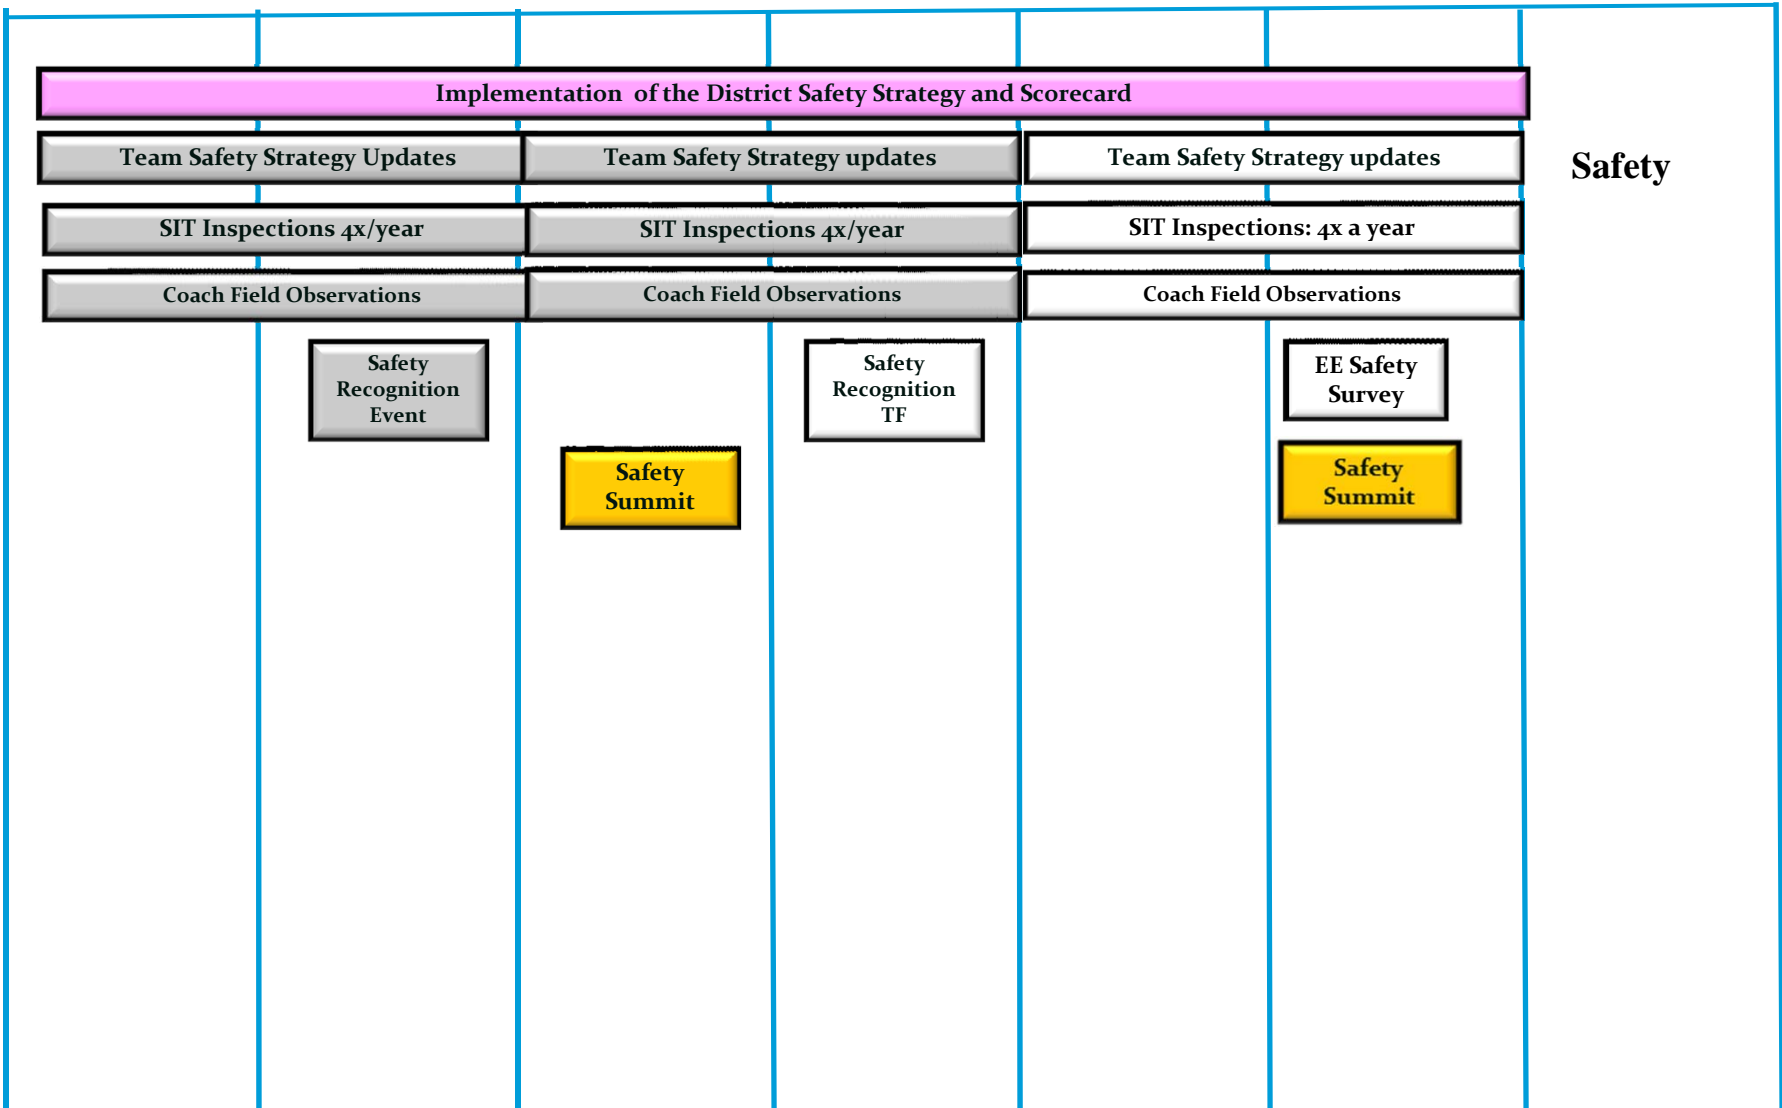 Implementation of the District Safety Strategy and Scorecard
Team Safety Strategy Updates
Team Safety Strategy updates
Team Safety Strategy updates
Safety
SIT Inspections 4x/year
SIT Inspections 4x/year
SIT Inspections: 4x a year
Coach Field Observations
Coach Field Observations
Coach Field Observations
Safety
Recognition
Event
Safety
Recognition
TF
EE Safety
Survey
Safety
Summit
Safety
Summit